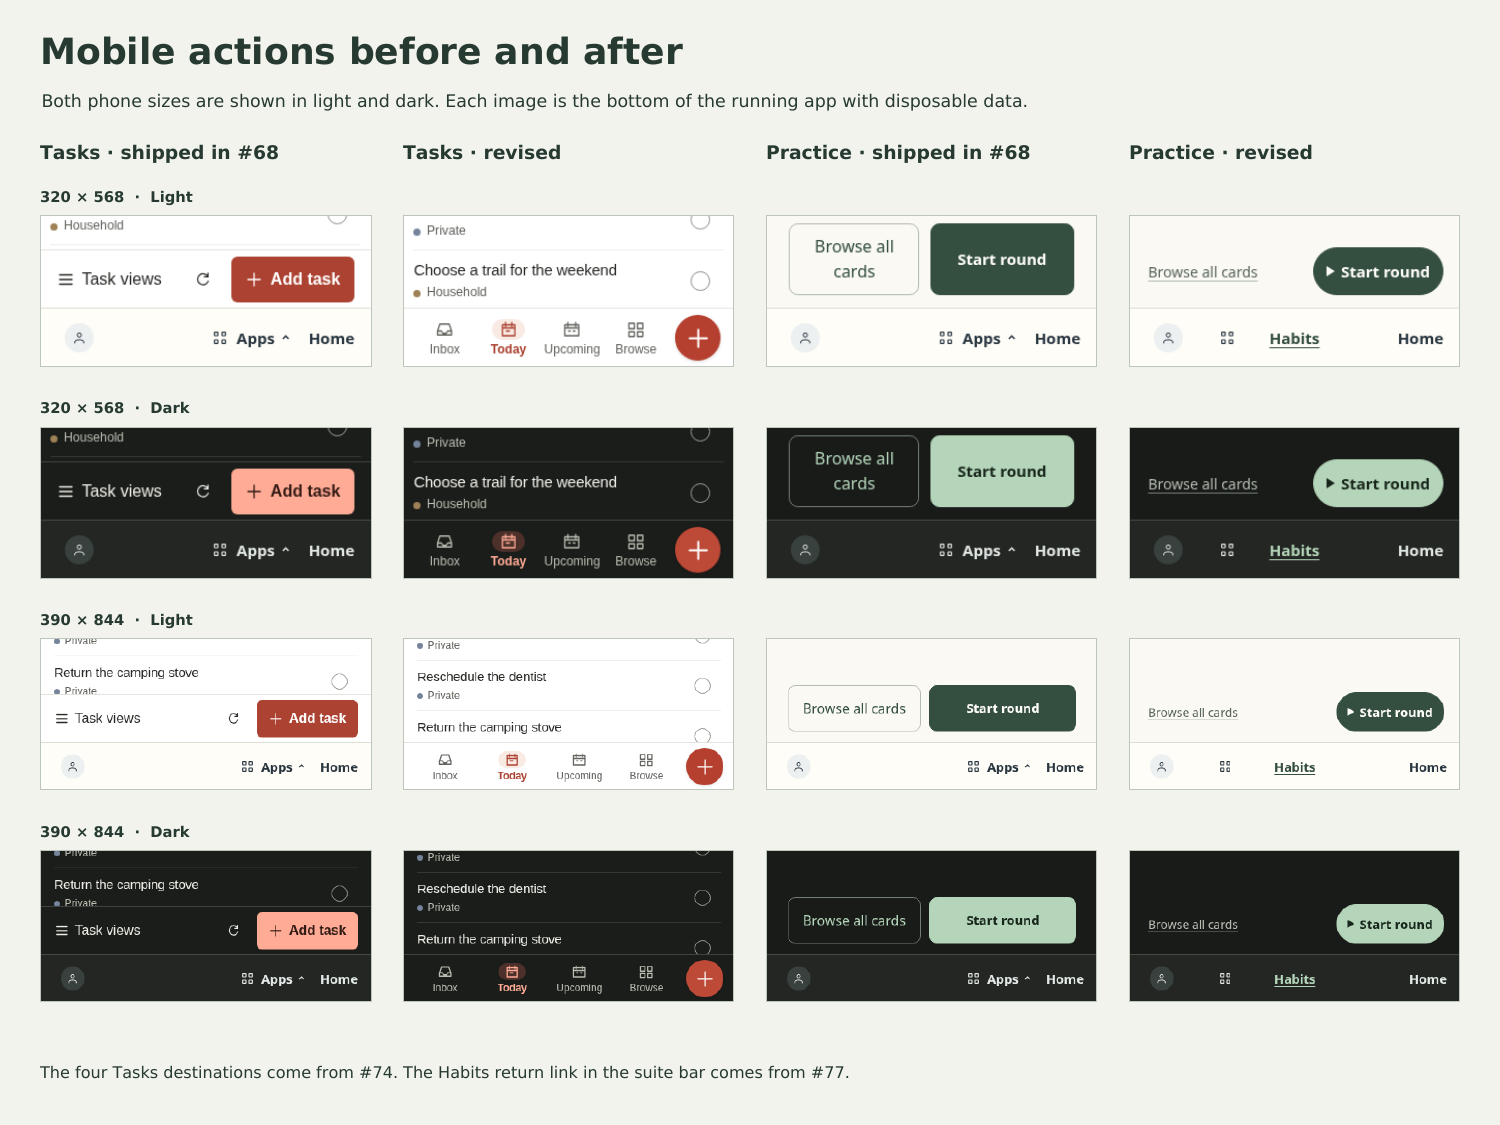 Mobile actions before and after
Both phone sizes are shown in light and dark. Each image is the bottom of the running app with disposable data.
Tasks · shipped in #68
Tasks · revised
Practice · shipped in #68
Practice · revised
320 × 568 · Light
Household
Task views
+ Add task
Apps ^ Home
Private
Choose a trail for the weekend
Household
Inbox Today Upcoming Browse
Browse all
cards
Start round
Apps ^ Home
Browse all cards
Start round
Habits Home
320 × 568 · Dark
Household
Task views
+ Add task
Apps ^ Home
Private
Choose a trail for the weekend
Household
Inbox Today Upcoming Browse
Browse all
cards
Start round
Apps ^ Home
Browse all cards
Start round
Habits Home
390 × 844 · Light
Private
Return the camping stove
Private
Task views
+ Add task
Apps ^ Home
Private
Reschedule the dentist
Private
Return the camping stove
Inbox Today Upcoming Browse
Browse all cards
Start round
Apps ^ Home
Browse all cards
Start round
Habits Home
390 × 844 · Dark
Private
Return the camping stove
Private
Task views
+ Add task
Apps ^ Home
Private
Reschedule the dentist
Private
Return the camping stove
Inbox Today Upcoming Browse
Browse all cards
Start round
Apps ^ Home
Browse all cards
Start round
Habits Home
The four Tasks destinations come from #74. The Habits return link in the suite bar comes from #77.